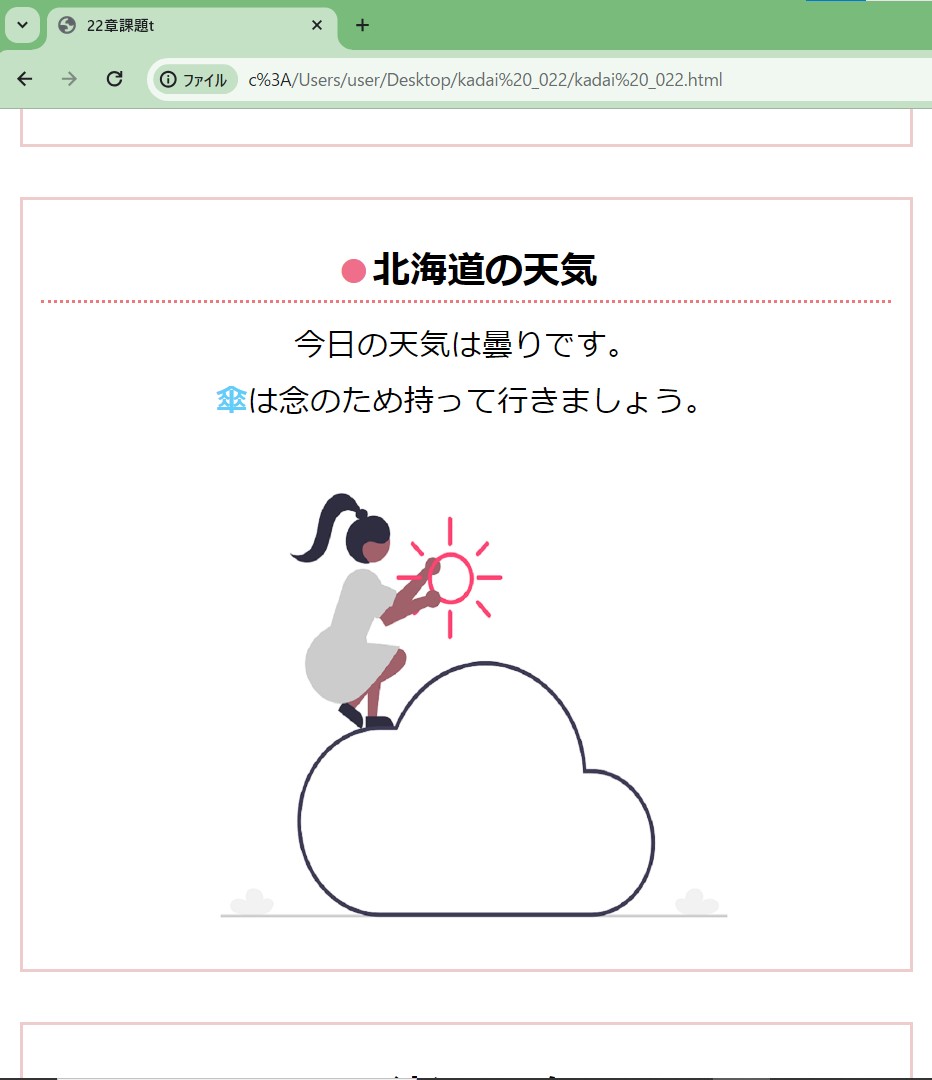 22章課題t
ファイル
c%3A/Users/user/Desktop/kadai%20_022/kadai%20_022.html
●北海道の天気
今日の天気は曇りです。
傘は念のため持って行きましょう。